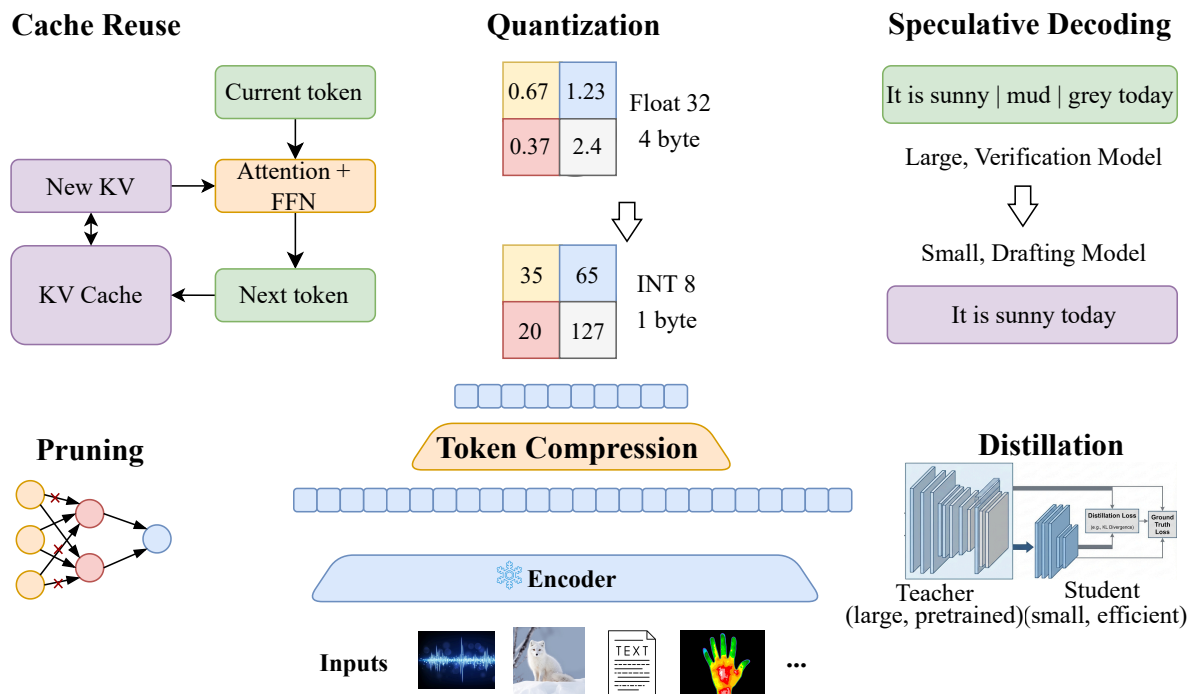 Cache Reuse
Current token
New KV
Attention +
FFN
KV Cache
Next token
Quantization
0.67
1.23
0.37
2.4
Float 32
4 byte
35
65
20
127
INT 8
1 byte
Speculative Decoding
It is sunny | mud | grey today
Large, Verification Model
Small, Drafting Model
It is sunny today
Pruning
Token Compression
Encoder
Inputs
TEXT
...
Distillation
Distillation Loss
(e.g., KL Divergence)
Ground
Truth
Loss
Teacher
(large, pretrained)
Student
(small, efficient)